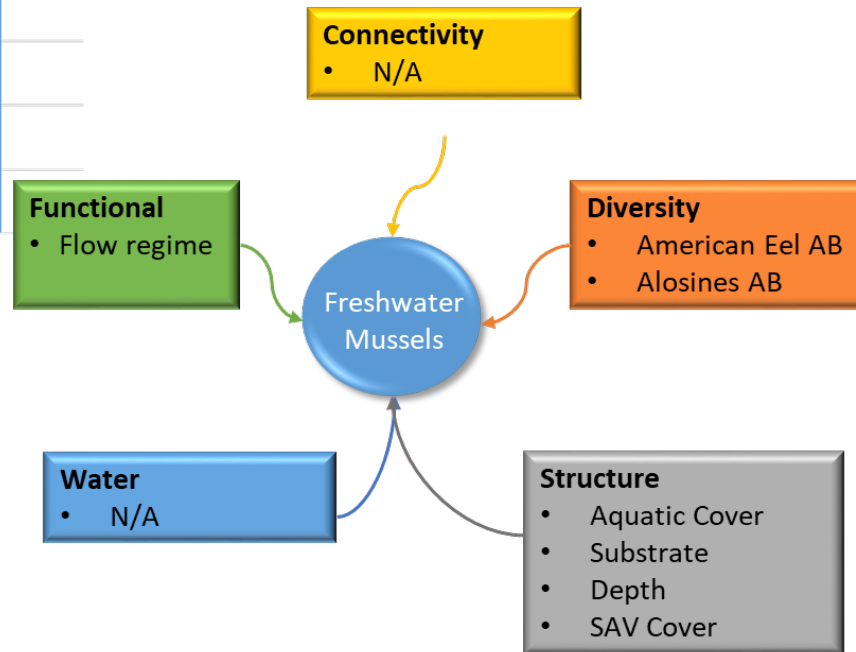 Connectivity
• N/A
Functional
• Flow regime
Diversity
• American Eel AB
• Alosines AB
Freshwater
Mussels
Water
• N/A
Structure
• Aquatic Cover
• Substrate
• Depth
• SAV Cover